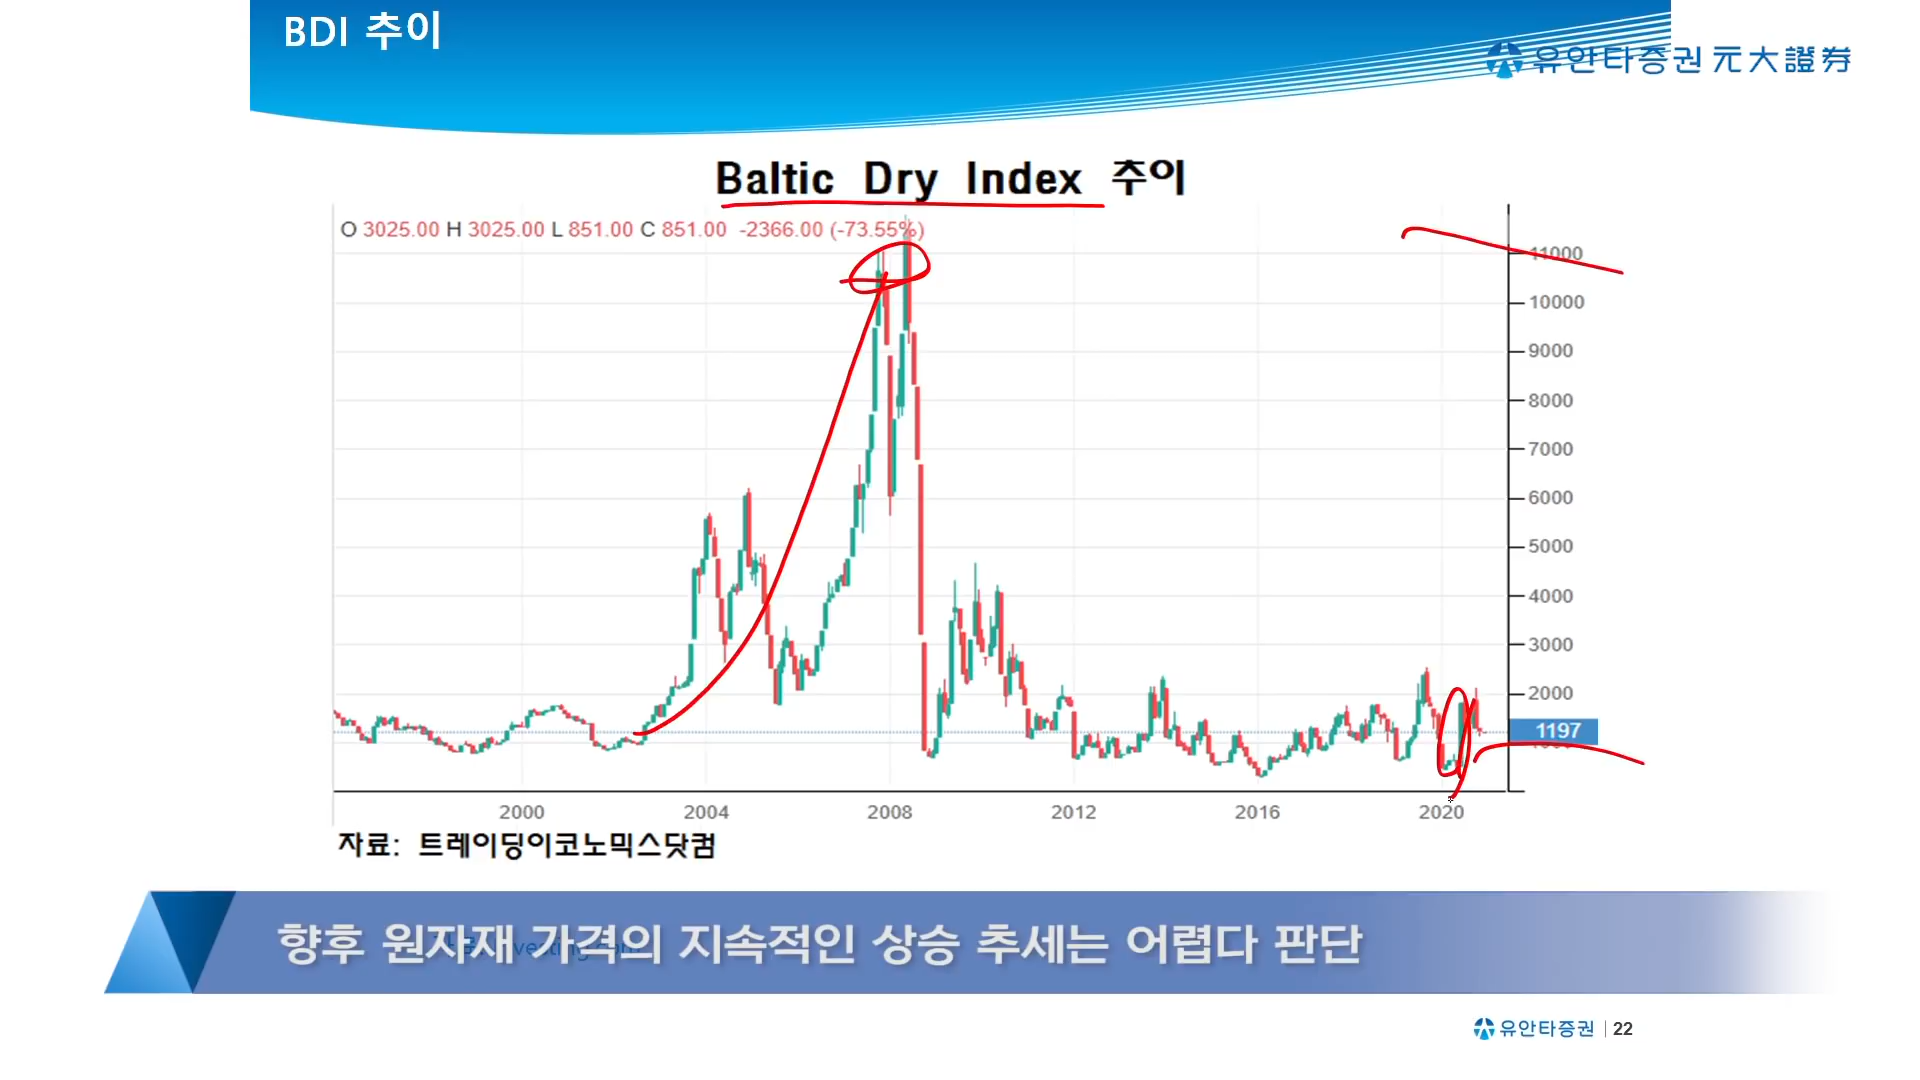 BDI 추이
유안타증권 元大證券
Baltic Dry Index 추이
O 3025.00 H 3025.00 L 851.00 C 851.00 -2366.00 (-73.55%)
11000
10000
9000
8000
7000
6000
5000
4000
3000
2000
1197
2000 2004 2008 2012 2016 2020
자료: 트레이딩이코노믹스닷컴
향후 원자재 가격의 지속적인 상승 추세는 어렵다 판단
유안타증권 | 22